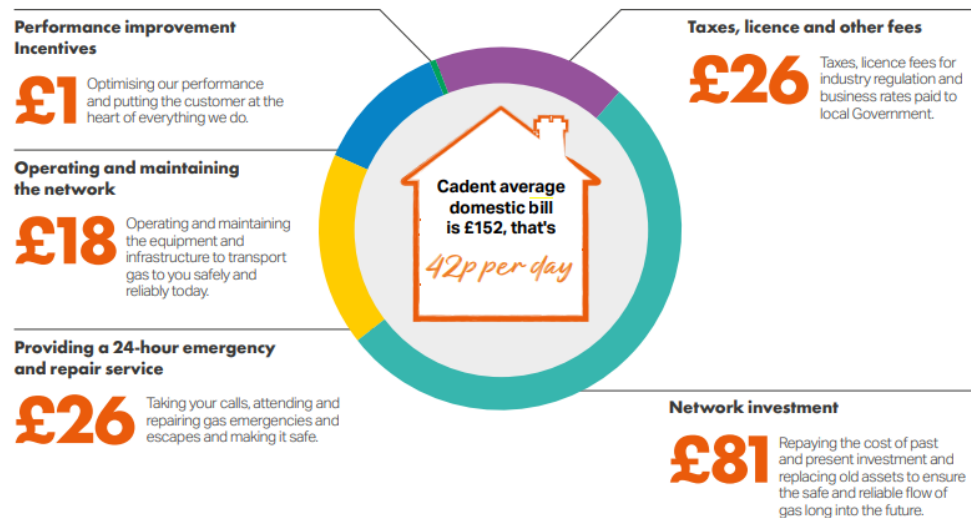 Performance improvement
Incentives
£1
Optimising our performance
and putting the customer at the
heart of everything we do.
Operating and maintaining
the network
£18
Operating and maintaining
the equipment and
infrastructure to transport
gas to you safely and
reliably today.
Providing a 24-hour emergency
and repair service
£26
Taking your calls, attending and
repairing gas emergencies and
escapes and making it safe.
Cadent average
domestic bill
is £152, that's
42p per day
Taxes, licence and other fees
£26
Taxes, licence fees for
industry regulation and
business rates paid to
local Government.
Network investment
£81
Repaying the cost of past
and present investment and
replacing old assets to ensure
the safe and reliable flow of
gas long into the future.